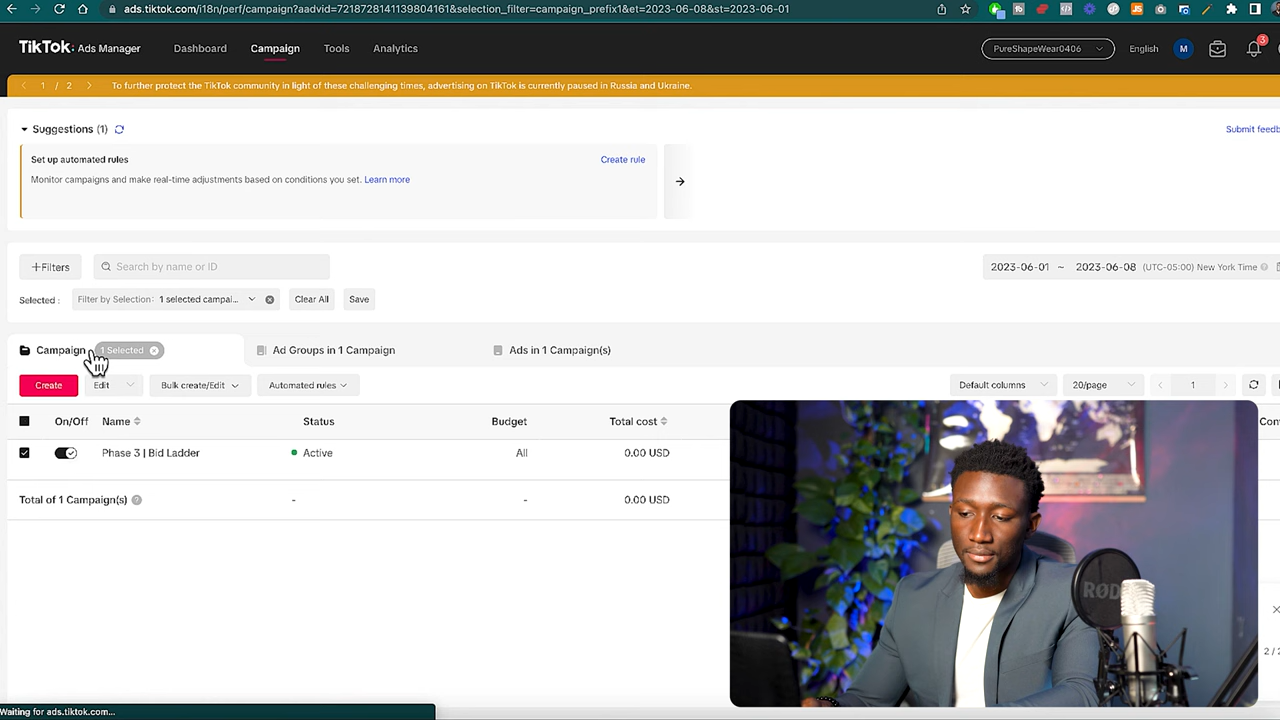 ads.tiktok.com/i18n/perf/campaign?aadvid=7218728141139804161&selection_filter=campaign_prefix1&et=2023-06-08&st=2023-06-01
TikTok: Ads Manager
Dashboard
Campaign
Tools
Analytics
PureShapeWear0406
English
M
3
1 / 2
To further protect the TikTok community in light of these challenging times, advertising on TikTok is currently paused in Russia and Ukraine.
Suggestions (1)
Submit feedb
Set up automated rules
Create rule
Monitor campaigns and make real-time adjustments based on conditions you set. Learn more
+Filters
Search by name or ID
2023-06-01 ~ 2023-06-08 (UTC-05:00) New York Time
Selected :
Filter by Selection: 1 selected campai...
Clear All
Save
Campaign
1 Selected
Ad Groups in 1 Campaign
Ads in 1 Campaign(s)
Create
Edit
Bulk create/Edit
Automated rules
Default columns
20/page
1
On/Off
Name
Status
Budget
Total cost
Con
Phase 3 | Bid Ladder
Active
All
0.00 USD
Total of 1 Campaign(s)
-
-
0.00 USD
RØD
2 / 2
Waiting for ads.tiktok.com...